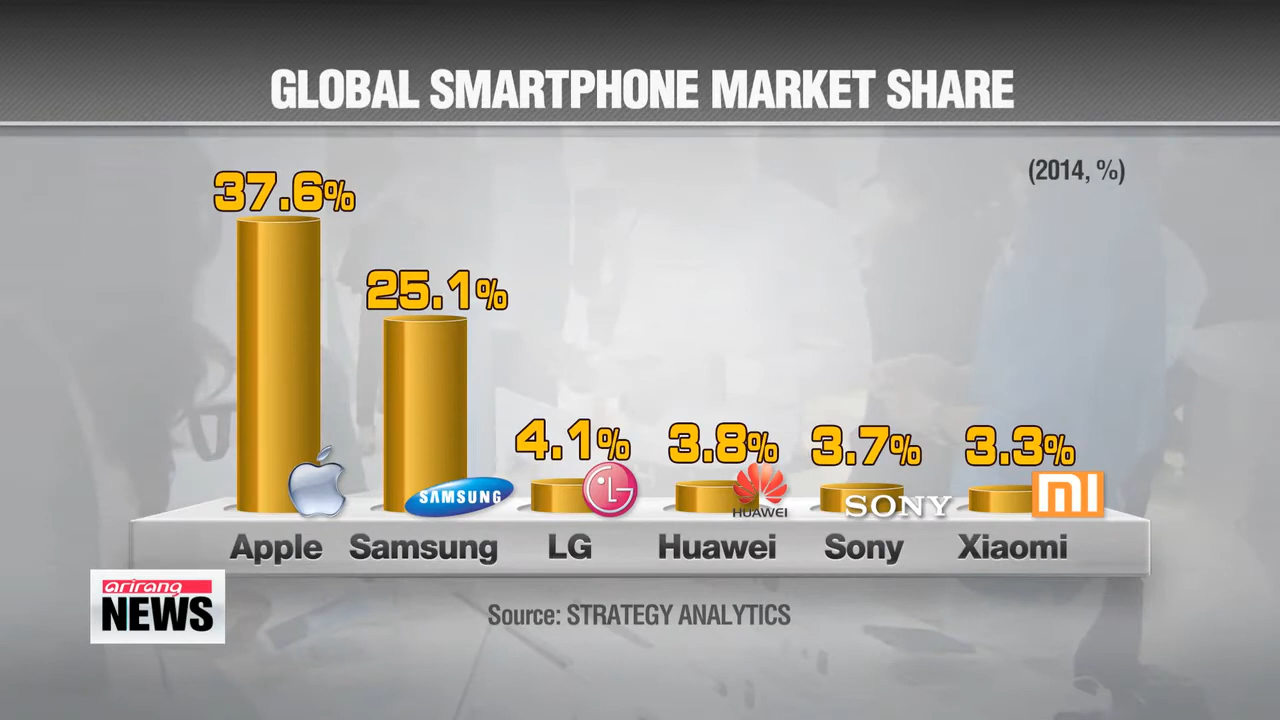 GLOBAL SMARTPHONE MARKET SHARE
(2014, %)
37.6%
25.1%
4.1%
3.8%
3.7%
3.3%
SAMSUNG
LG
HUAWEI
SONY
MI
Apple Samsung LG Huawei Sony Xiaomi
arirang
NEWS
Source: STRATEGY ANALYTICS